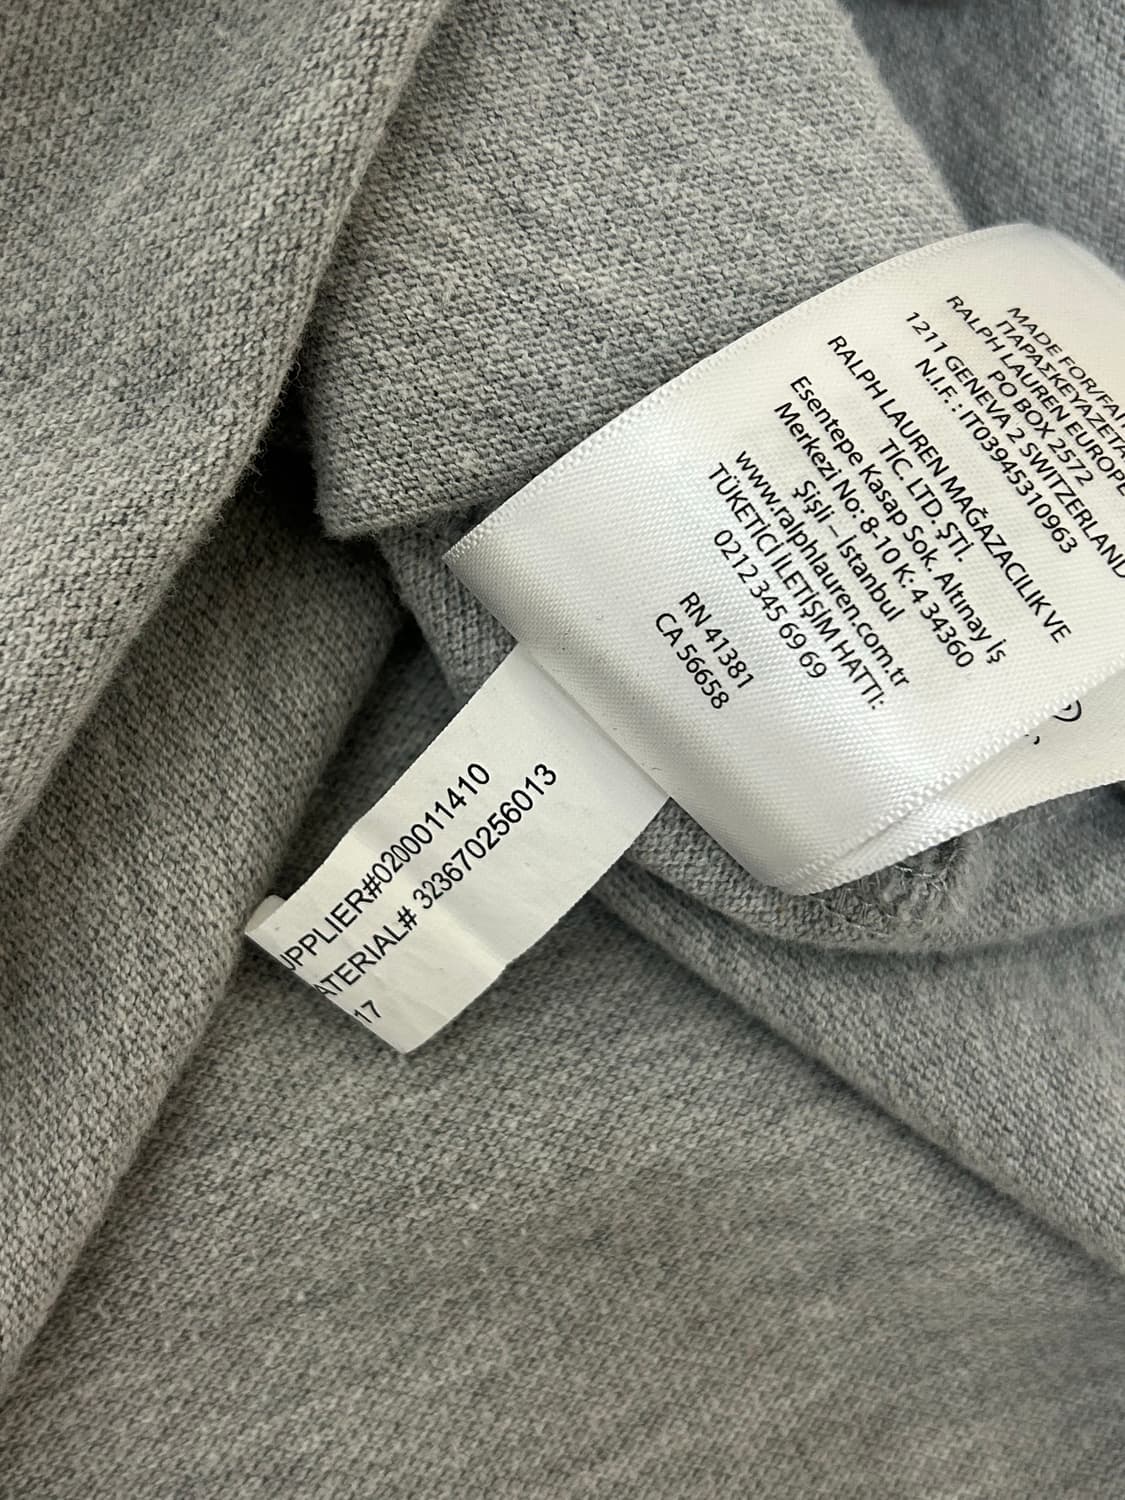 MADE FOR/
ΠΑΡΑΣΚΕΥΑΖΕΤΑ
RALPH LAUREN EUROPE
PO BOX 2572
1211 GENEVA 2 SWITZERLAND
N.I.F. : IT03945310963
RALPH LAUREN MAĞAZACILIK VE
TİC. LTD. ŞTİ.
Esentepe Kasap Sok. Altınay İş
Merkezi No: 8-10 K: 4 34360
Şişli – İstanbul
www.ralphlauren.com.tr
TÜKETİCİ İLETİŞİM HATTI:
0212 345 69 69
RN 41381
CA 56658
UPPLIER#0200011410
ATERIAL# 323670256013
17